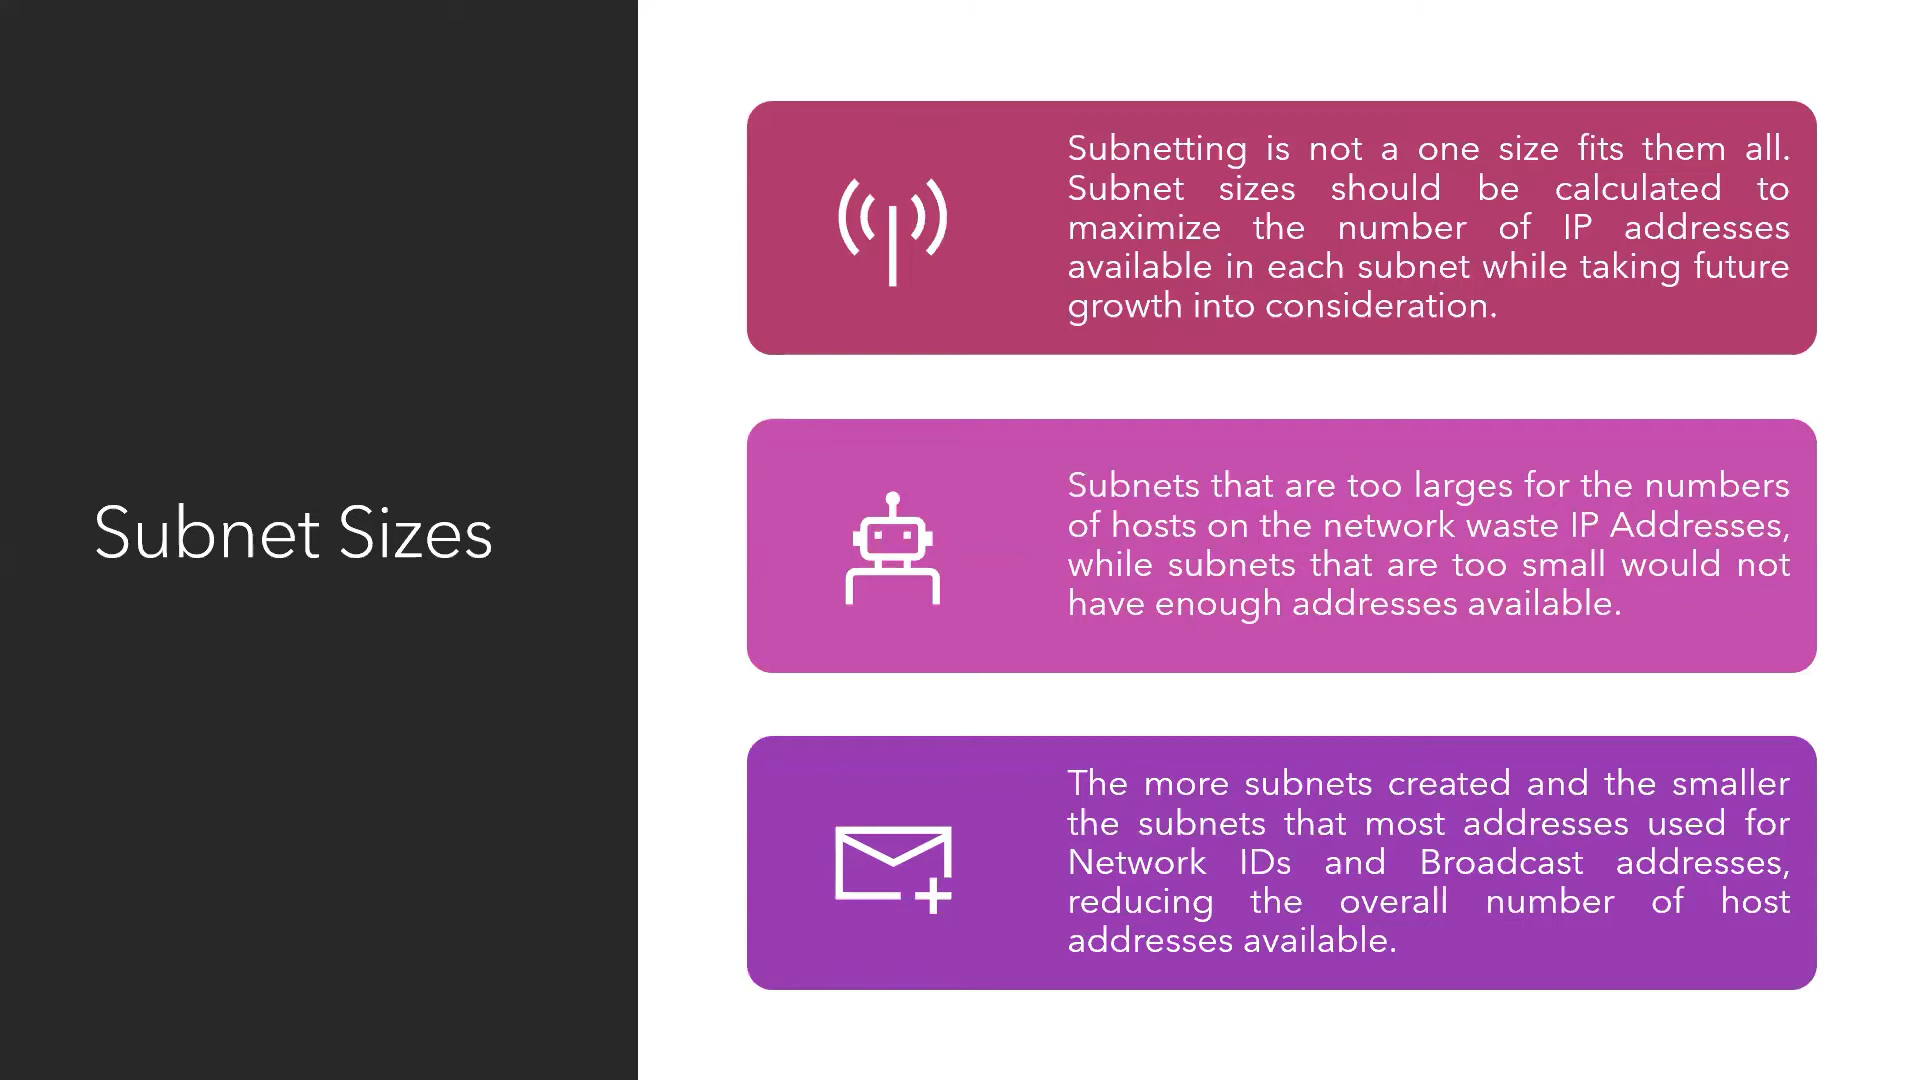 Subnet Sizes
Subnetting is not a one size fits them all.
Subnet sizes should be calculated to
maximize the number of IP addresses
available in each subnet while taking future
growth into consideration.
Subnets that are too larges for the numbers
of hosts on the network waste IP Addresses,
while subnets that are too small would not
have enough addresses available.
The more subnets created and the smaller
the subnets that most addresses used for
Network IDs and Broadcast addresses,
reducing the overall number of host
addresses available.